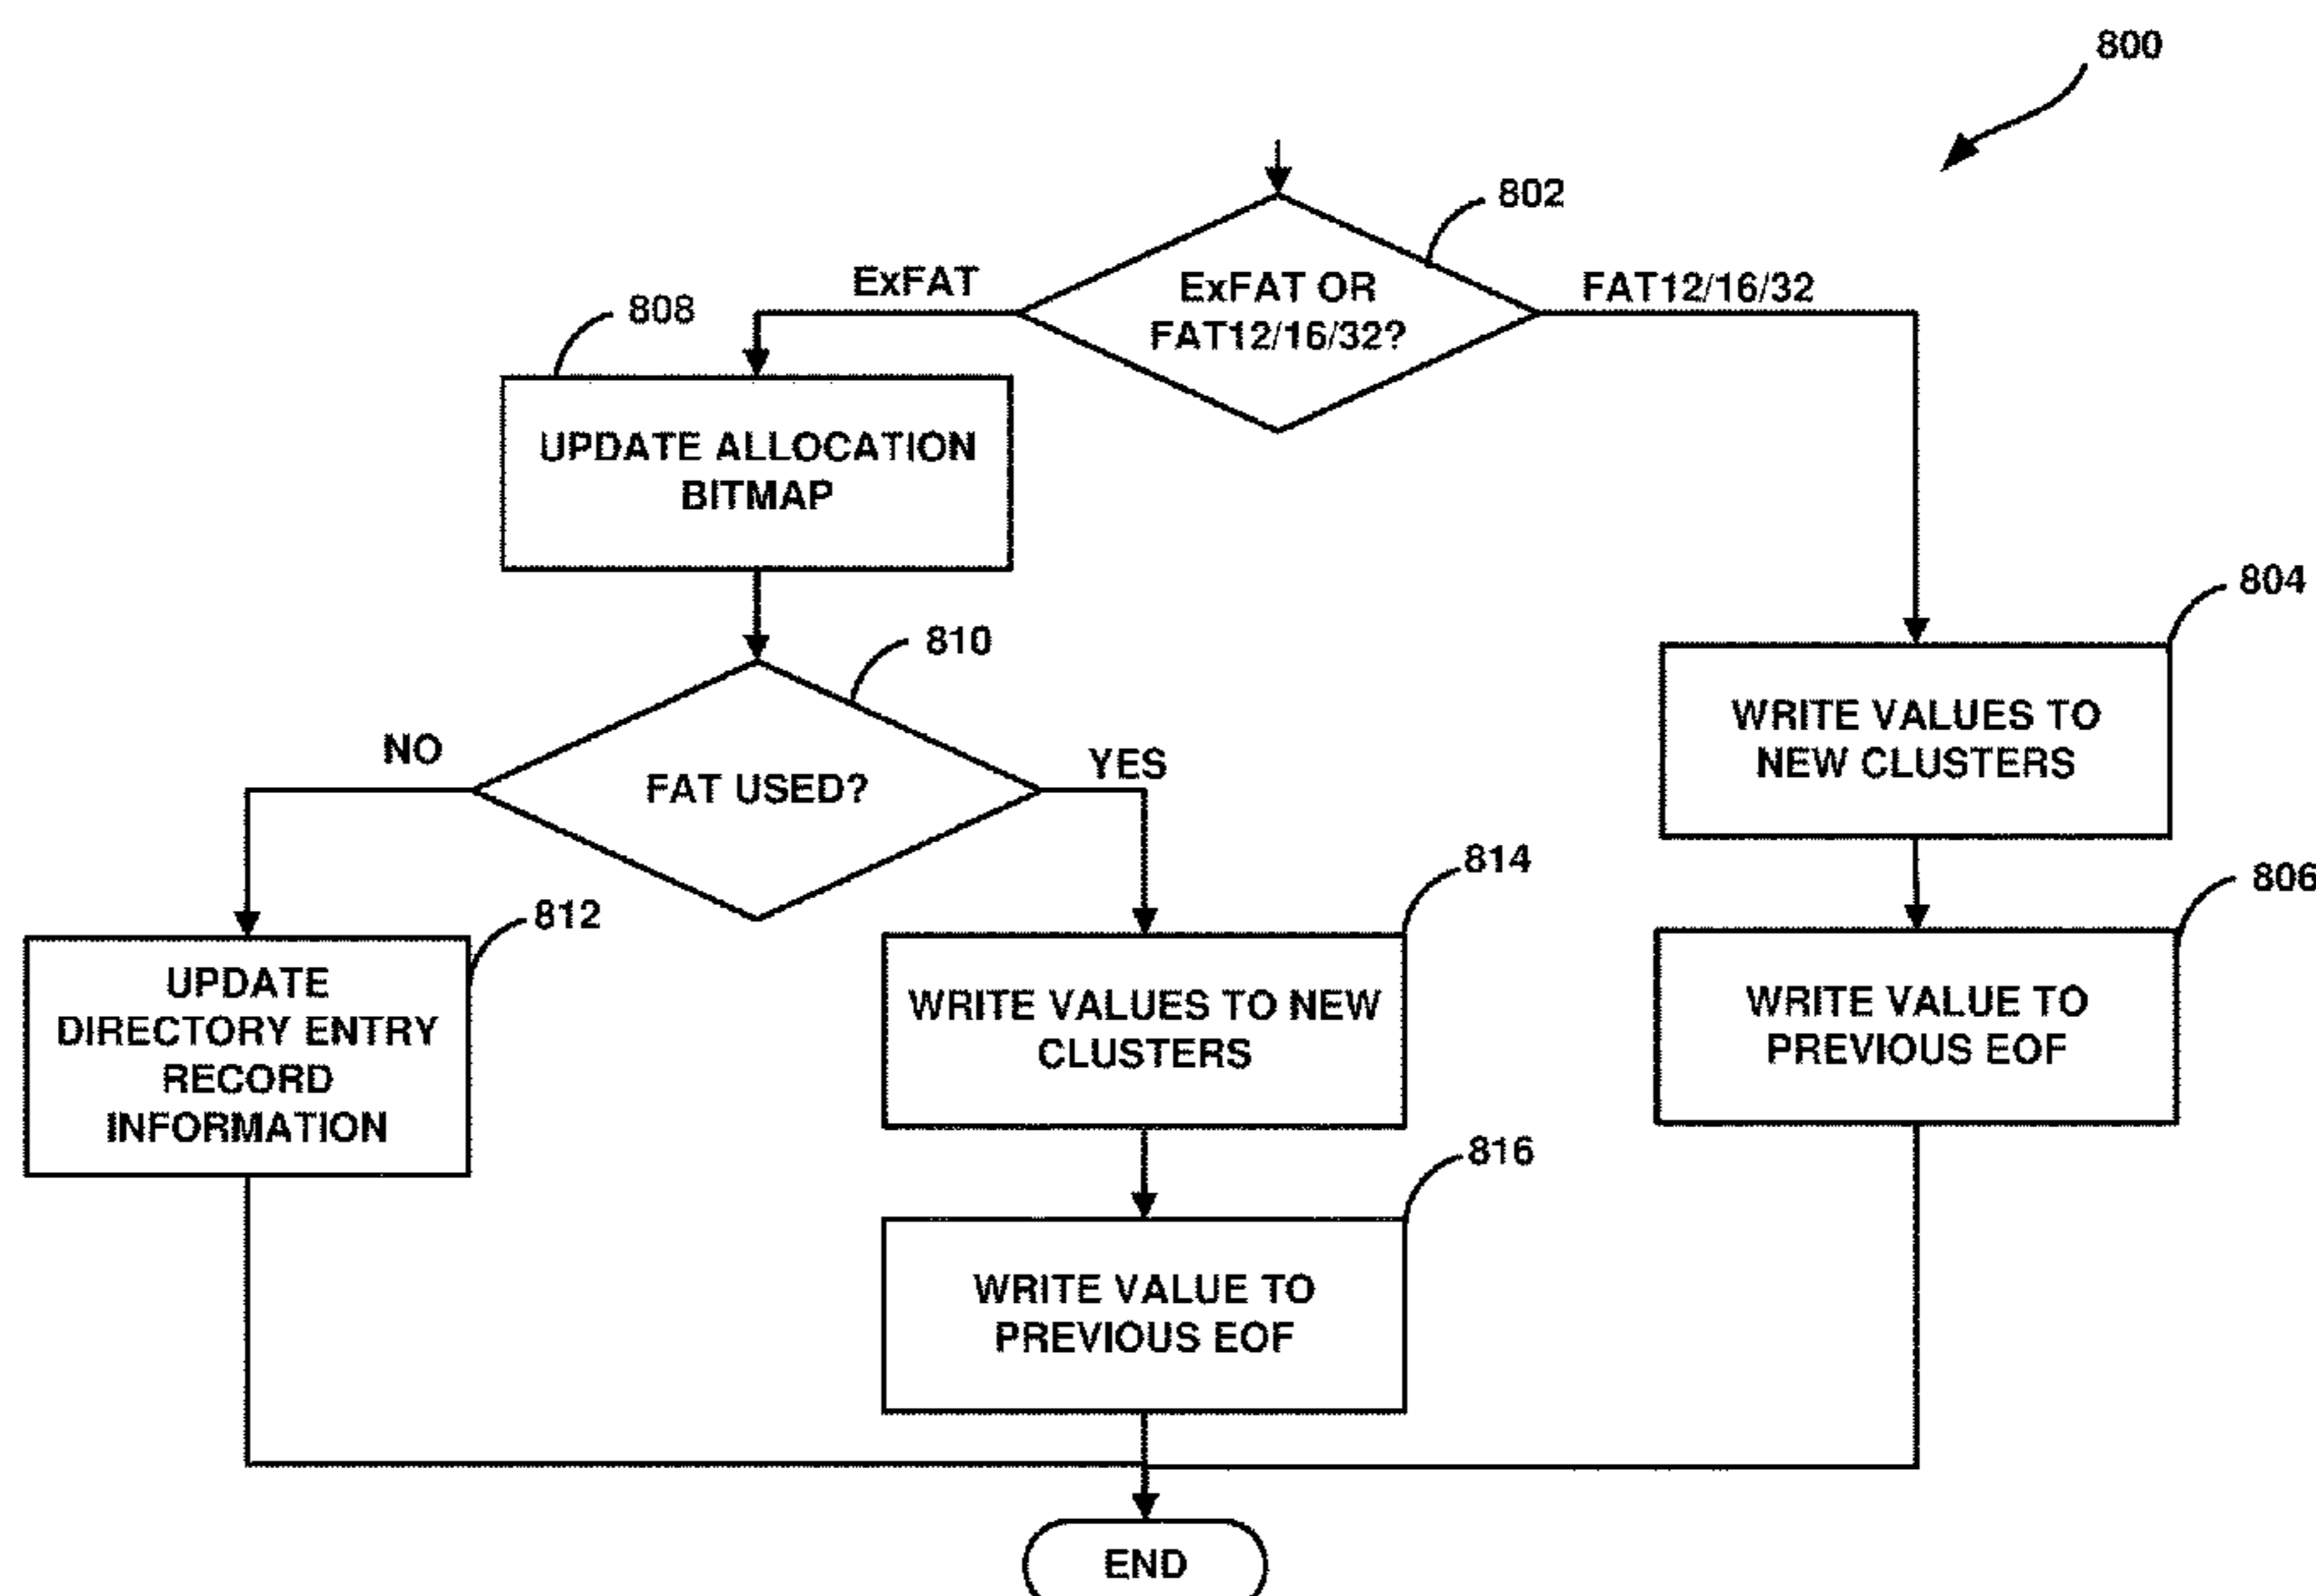 800
802
ExFAT
ExFAT OR
FAT12/16/32?
FAT12/16/32
808
UPDATE ALLOCATION
BITMAP
804
810
WRITE VALUES TO
NEW CLUSTERS
NO
FAT USED?
YES
814
806
812
UPDATE
DIRECTORY ENTRY
RECORD
INFORMATION
WRITE VALUES TO NEW
CLUSTERS
WRITE VALUE TO
PREVIOUS EOF
816
WRITE VALUE TO
PREVIOUS EOF
END